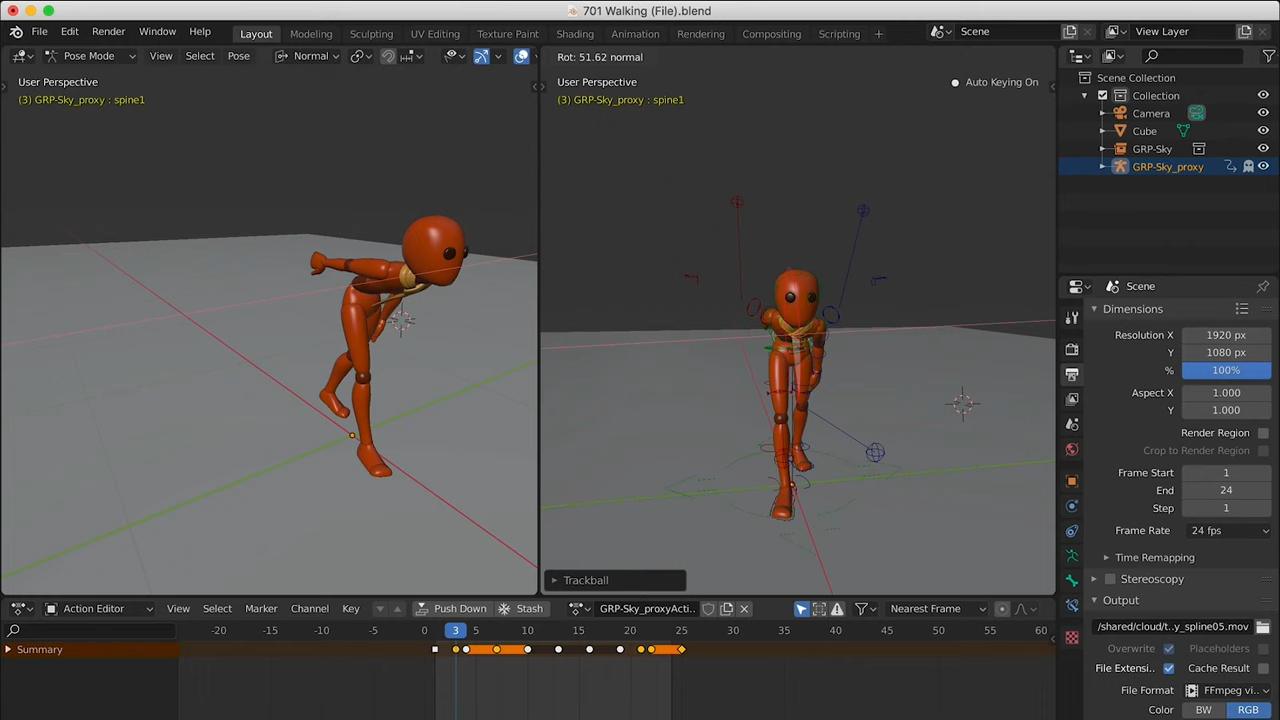 701 Walking (File).blend
File Edit Render Window Help Layout Modeling Sculpting UV Editing Texture Paint Shading Animation Rendering Compositing Scripting + Scene View Layer
Pose Mode View Select Pose Normal
Rot: 51.62 normal
User Perspective
(3) GRP-Sky_proxy : spine1
User Perspective
(3) GRP-Sky_proxy : spine1
Auto Keying On
Scene Collection
Collection
Camera
Cube
GRP-Sky
GRP-Sky_proxy
Scene
Dimensions
Resolution X 1920 px
Y 1080 px
% 100%
Aspect X 1.000
Y 1.000
Render Region
Crop to Render Region
Frame Start 1
End 24
Step 1
Frame Rate 24 fps
Time Remapping
Stereoscopy
Output
/shared/cloud/t..y_spline05.mov
Overwrite Placeholders
File Extensi.. Cache Result
File Format FFmpeg vi..
Color BW RGB
Trackball
Action Editor View Select Marker Channel Key Push Down Stash GRP-Sky_proxyActi.. Nearest Frame
-20 -15 -10 -5 0 3 5 10 15 20 25 30 35 40 45 50 55 60
Summary